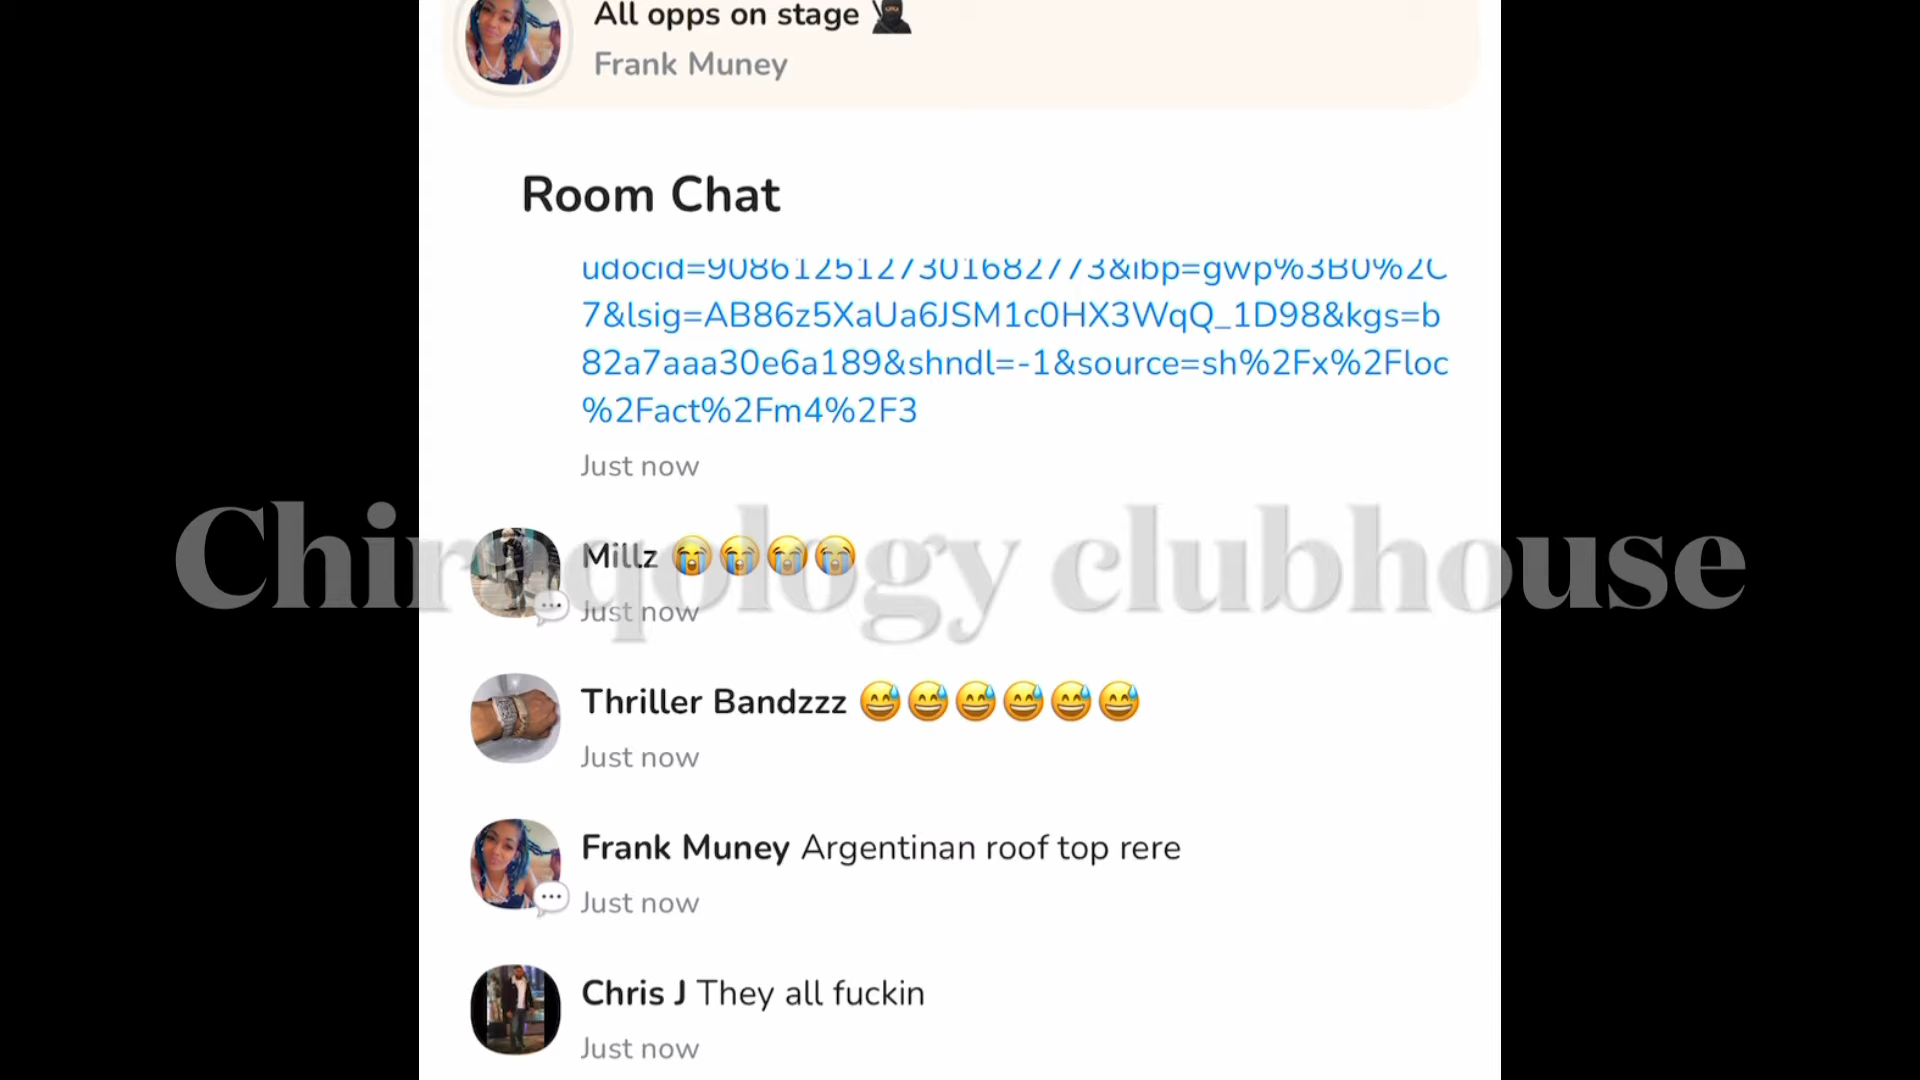 All opps on stage 🥷
Frank Muney
Room Chat
udocid=9086125127301682773&ibp=gwp%3B0%2C
7&lsig=AB86z5XaUa6JSM1c0HX3WqQ_1D98&kgs=b
82a7aaa30e6a189&shndl=-1&source=sh%2Fx%2Floc
%2Fact%2Fm4%2F3
Just now
Millz 😭😭😭😭
Just now
Chiraqology clubhouse
Thriller Bandzzz 😅😅😅😅😅😅
Just now
Frank Muney Argentinan roof top rere
Just now
Chris J They all fuckin
Just now